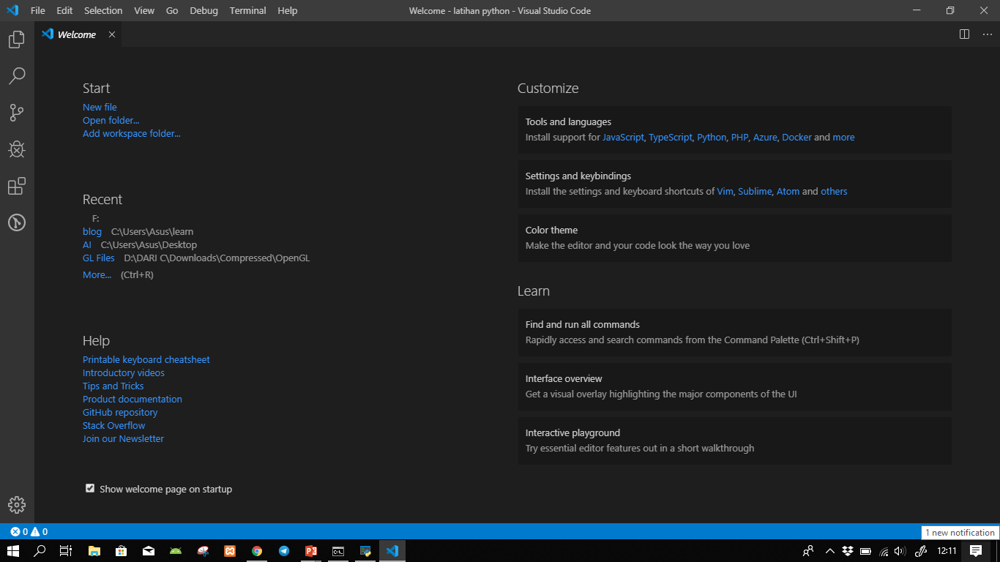 File Edit Selection View Go Debug Terminal Help
Welcome - latihan python - Visual Studio Code
Welcome
Start
New file
Open folder...
Add workspace folder...
Recent
F:
blog C:\Users\Asus\learn
AI C:\Users\Asus\Desktop
GL Files D:\DARI C\Downloads\Compressed\OpenGL
More... (Ctrl+R)
Help
Printable keyboard cheatsheet
Introductory videos
Tips and Tricks
Product documentation
GitHub repository
Stack Overflow
Join our Newsletter
Show welcome page on startup
Customize
Tools and languages
Install support for JavaScript, TypeScript, Python, PHP, Azure, Docker and more
Settings and keybindings
Install the settings and keyboard shortcuts of Vim, Sublime, Atom and others
Color theme
Make the editor and your code look the way you love
Learn
Find and run all commands
Rapidly access and search commands from the Command Palette (Ctrl+Shift+P)
Interface overview
Get a visual overlay highlighting the major components of the UI
Interactive playground
Try essential editor features out in a short walkthrough
0 0
1 new notification
12:11